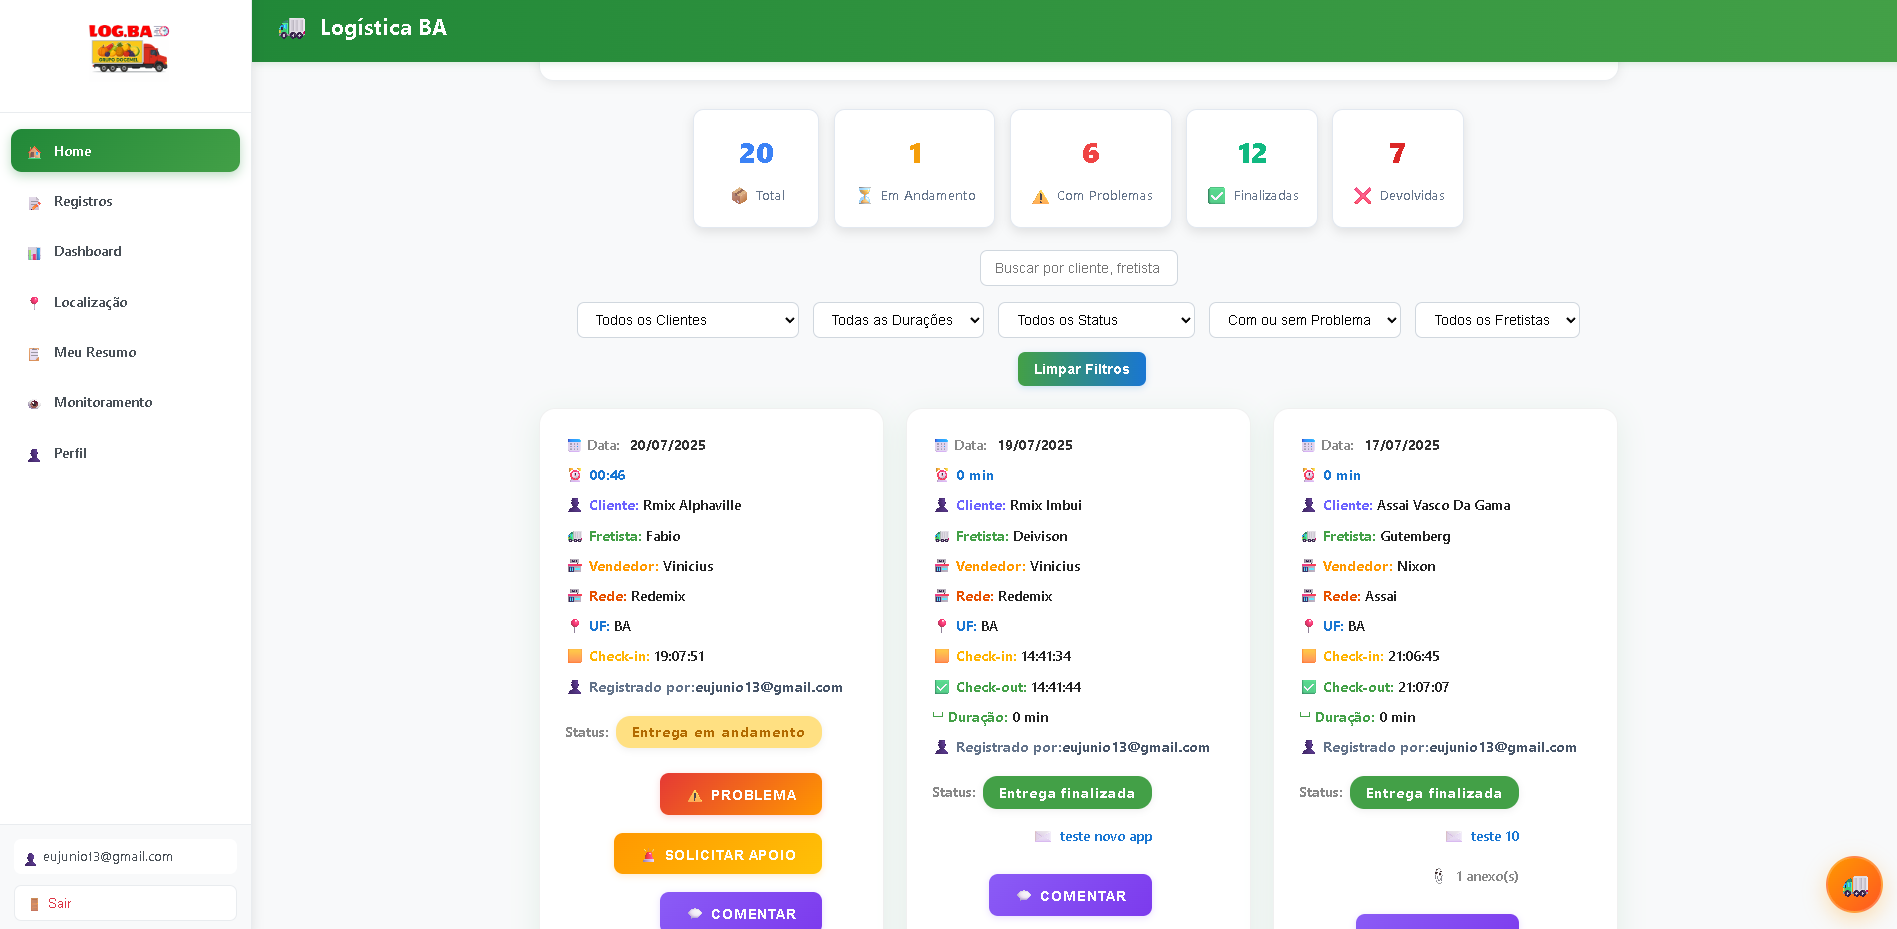 LOG.BA
GRUPO DOCEMEL
Logística BA
Home
Registros
Dashboard
Localização
Meu Resumo
Monitoramento
Perfil
eujunio13@gmail.com
Sair
20
Total
1
Em Andamento
6
Com Problemas
12
Finalizadas
7
Devolvidas
Buscar por cliente, fretista
Todos os Clientes
Todas as Durações
Todos os Status
Com ou sem Problema
Todos os Fretistas
Limpar Filtros
Data: 20/07/2025
00:46
Cliente: Rmix Alphaville
Fretista: Fabio
Vendedor: Vinicius
Rede: Redemix
UF: BA
Check-in: 19:07:51
Registrado por:eujunio13@gmail.com
Status: Entrega em andamento
PROBLEMA
SOLICITAR APOIO
COMENTAR
Data: 19/07/2025
0 min
Cliente: Rmix Imbui
Fretista: Deivison
Vendedor: Vinicius
Rede: Redemix
UF: BA
Check-in: 14:41:34
Check-out: 14:41:44
Duração: 0 min
Registrado por:eujunio13@gmail.com
Status: Entrega finalizada
teste novo app
COMENTAR
Data: 17/07/2025
0 min
Cliente: Assai Vasco Da Gama
Fretista: Gutemberg
Vendedor: Nixon
Rede: Assai
UF: BA
Check-in: 21:06:45
Check-out: 21:07:07
Duração: 0 min
Registrado por:eujunio13@gmail.com
Status: Entrega finalizada
teste 10
1 anexo(s)